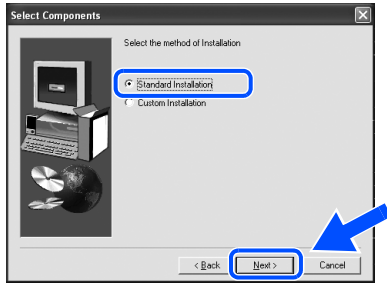 Select Components
Select the method of Installation
Standard Installation
Custom Installation
< Back
Next >
Cancel